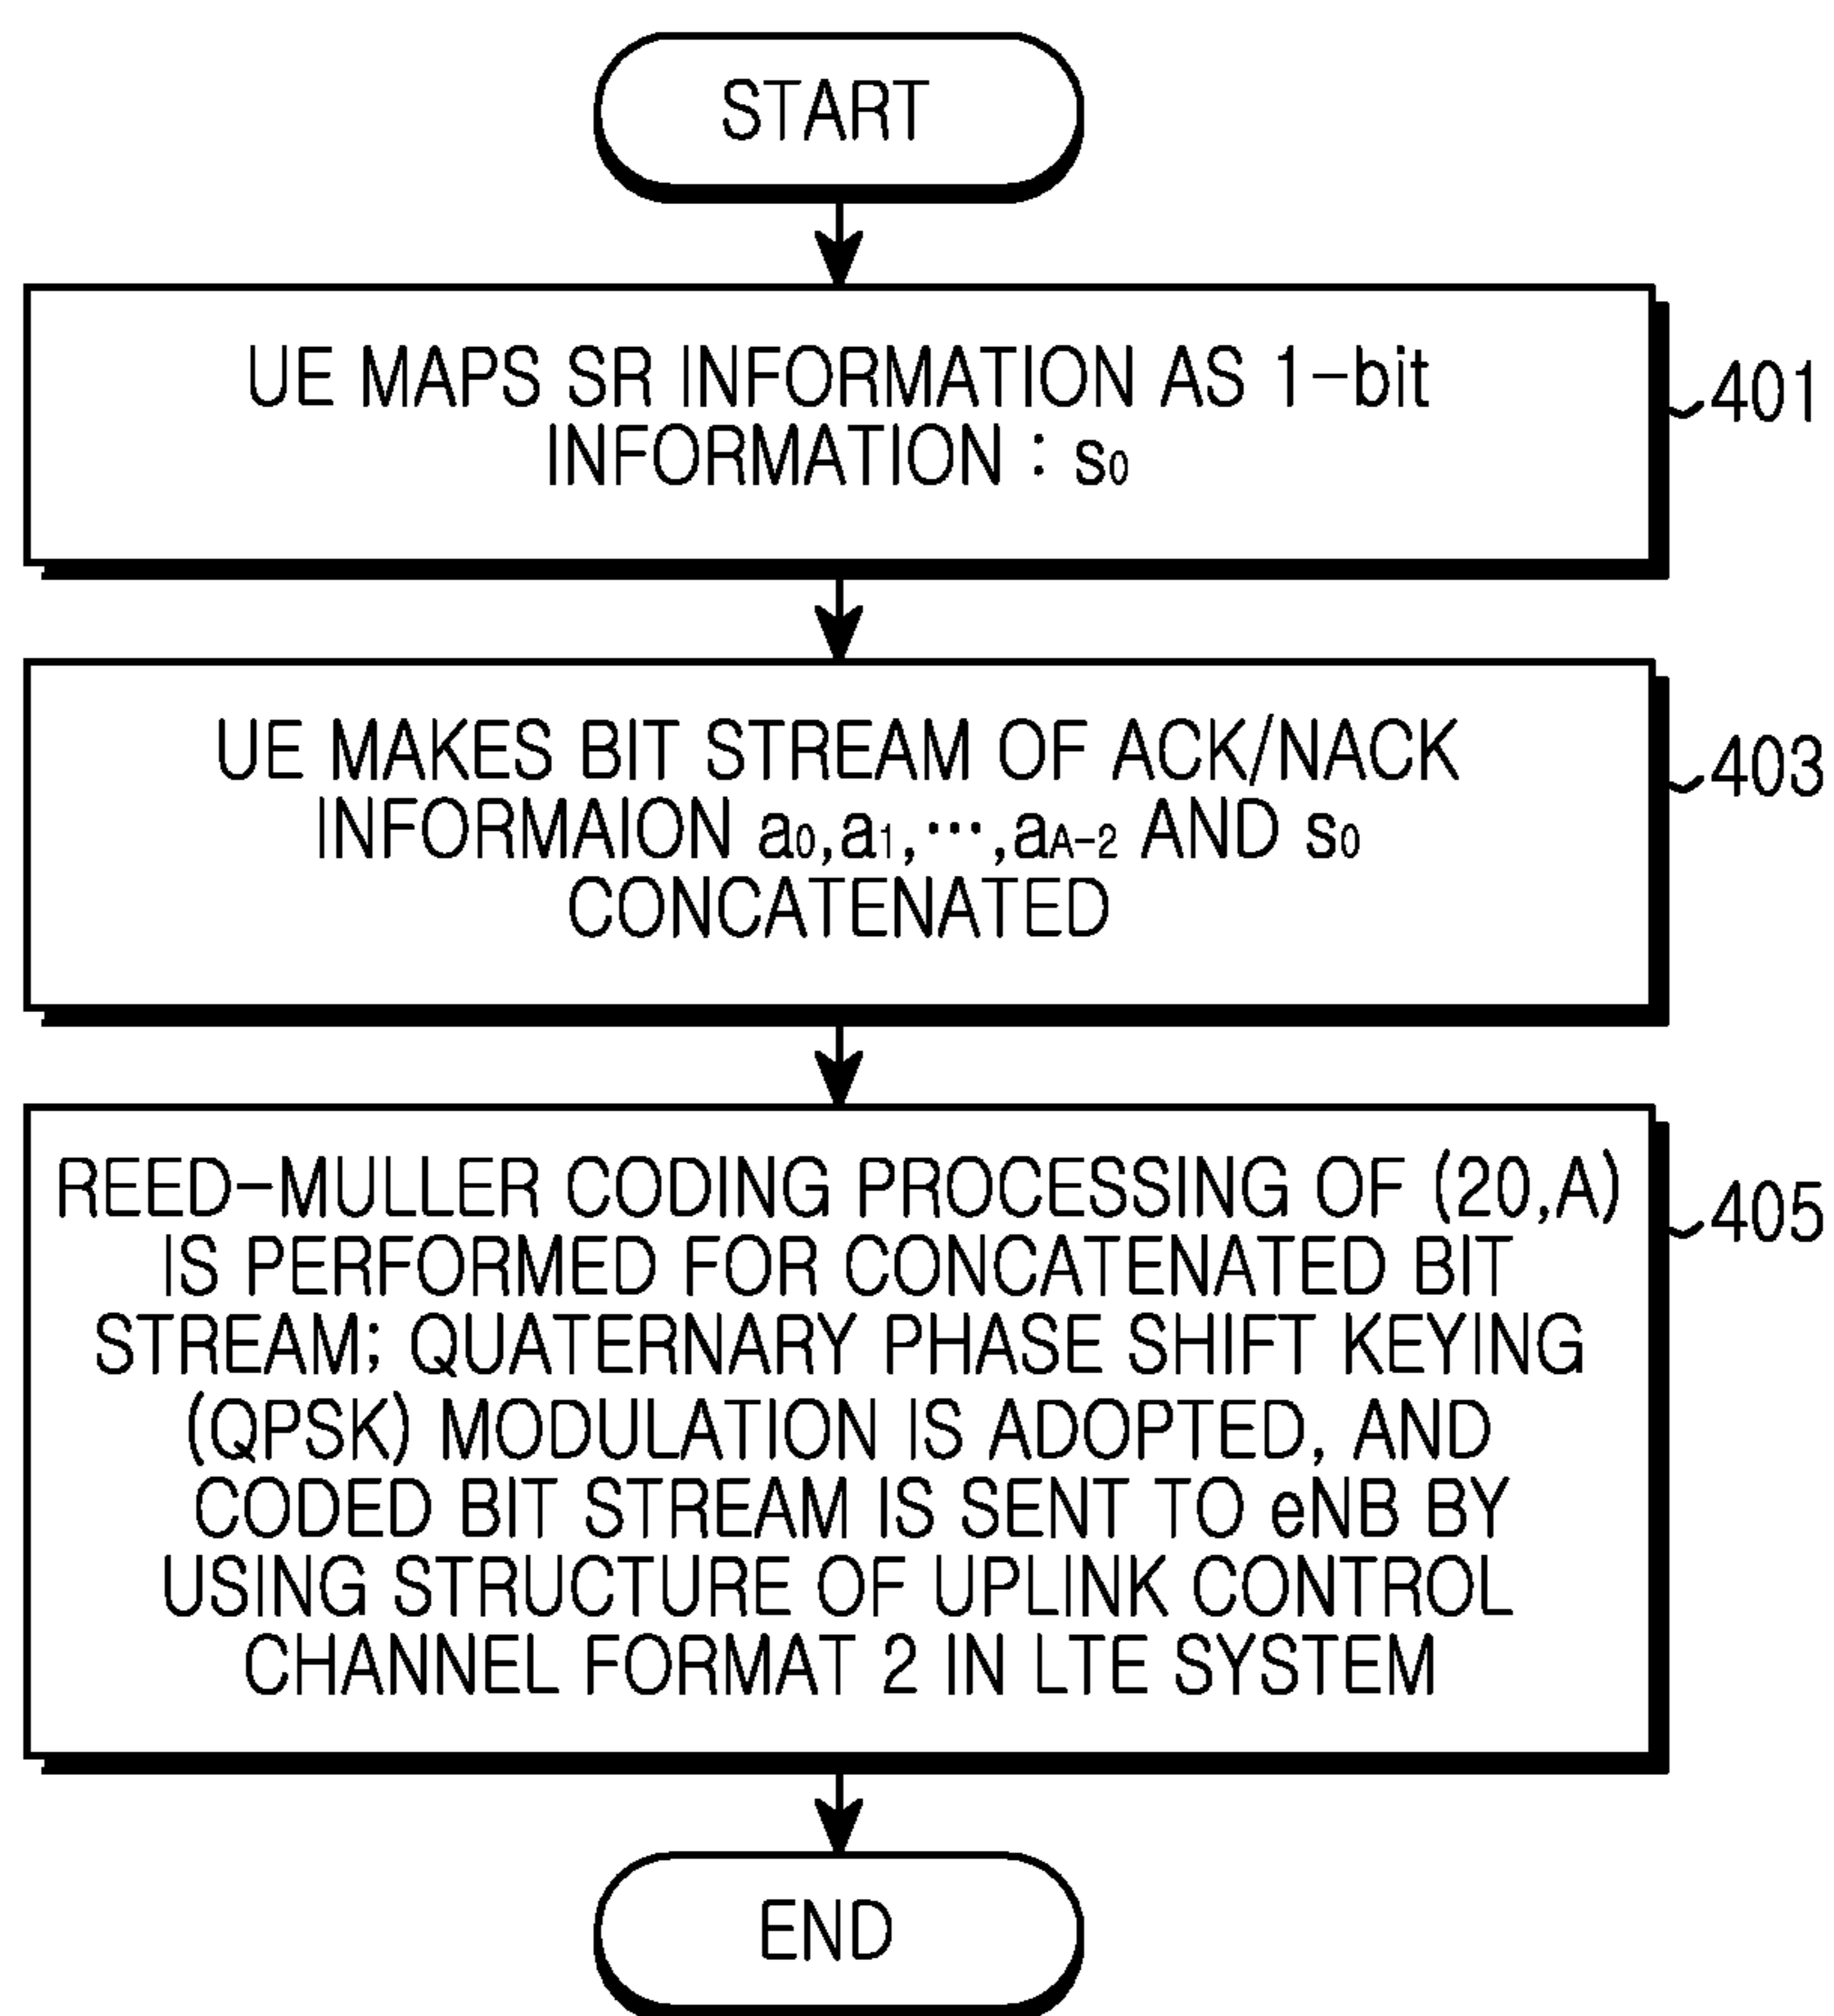 START
UE MAPS SR INFORMATION AS 1-bit
INFORMATION : s₀
401
UE MAKES BIT STREAM OF ACK/NACK
INFORMAION a₀,a₁,⋯,a_A-2 AND s₀
CONCATENATED
403
REED-MULLER CODING PROCESSING OF (20,A)
IS PERFORMED FOR CONCATENATED BIT
STREAM; QUATERNARY PHASE SHIFT KEYING
(QPSK) MODULATION IS ADOPTED, AND
CODED BIT STREAM IS SENT TO eNB BY
USING STRUCTURE OF UPLINK CONTROL
CHANNEL FORMAT 2 IN LTE SYSTEM
405
END